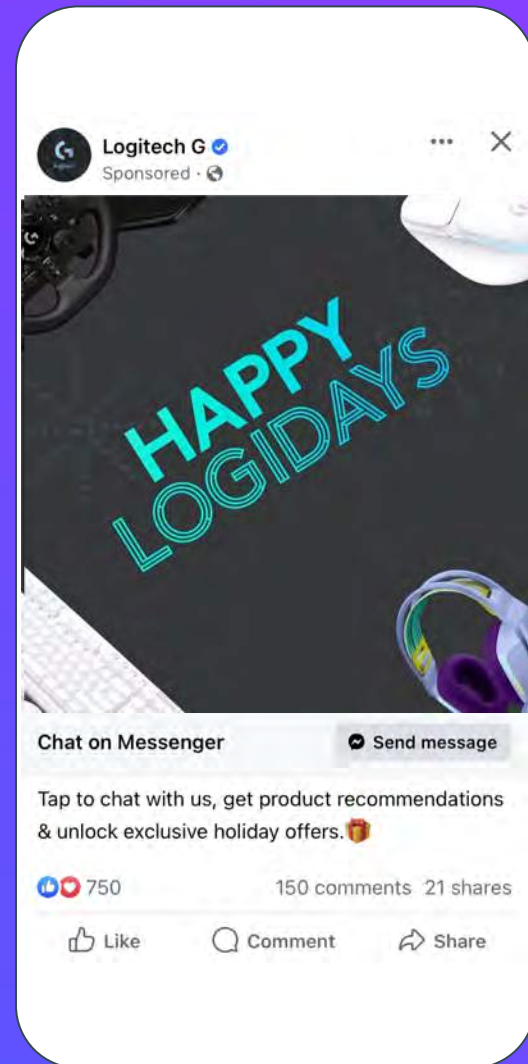 Logitech G
Sponsored ·
HAPPY
LOGIDAYS
Chat on Messenger
Send message
Tap to chat with us, get product recommendations
& unlock exclusive holiday offers.🎁
750
150 comments 21 shares
Like
Comment
Share